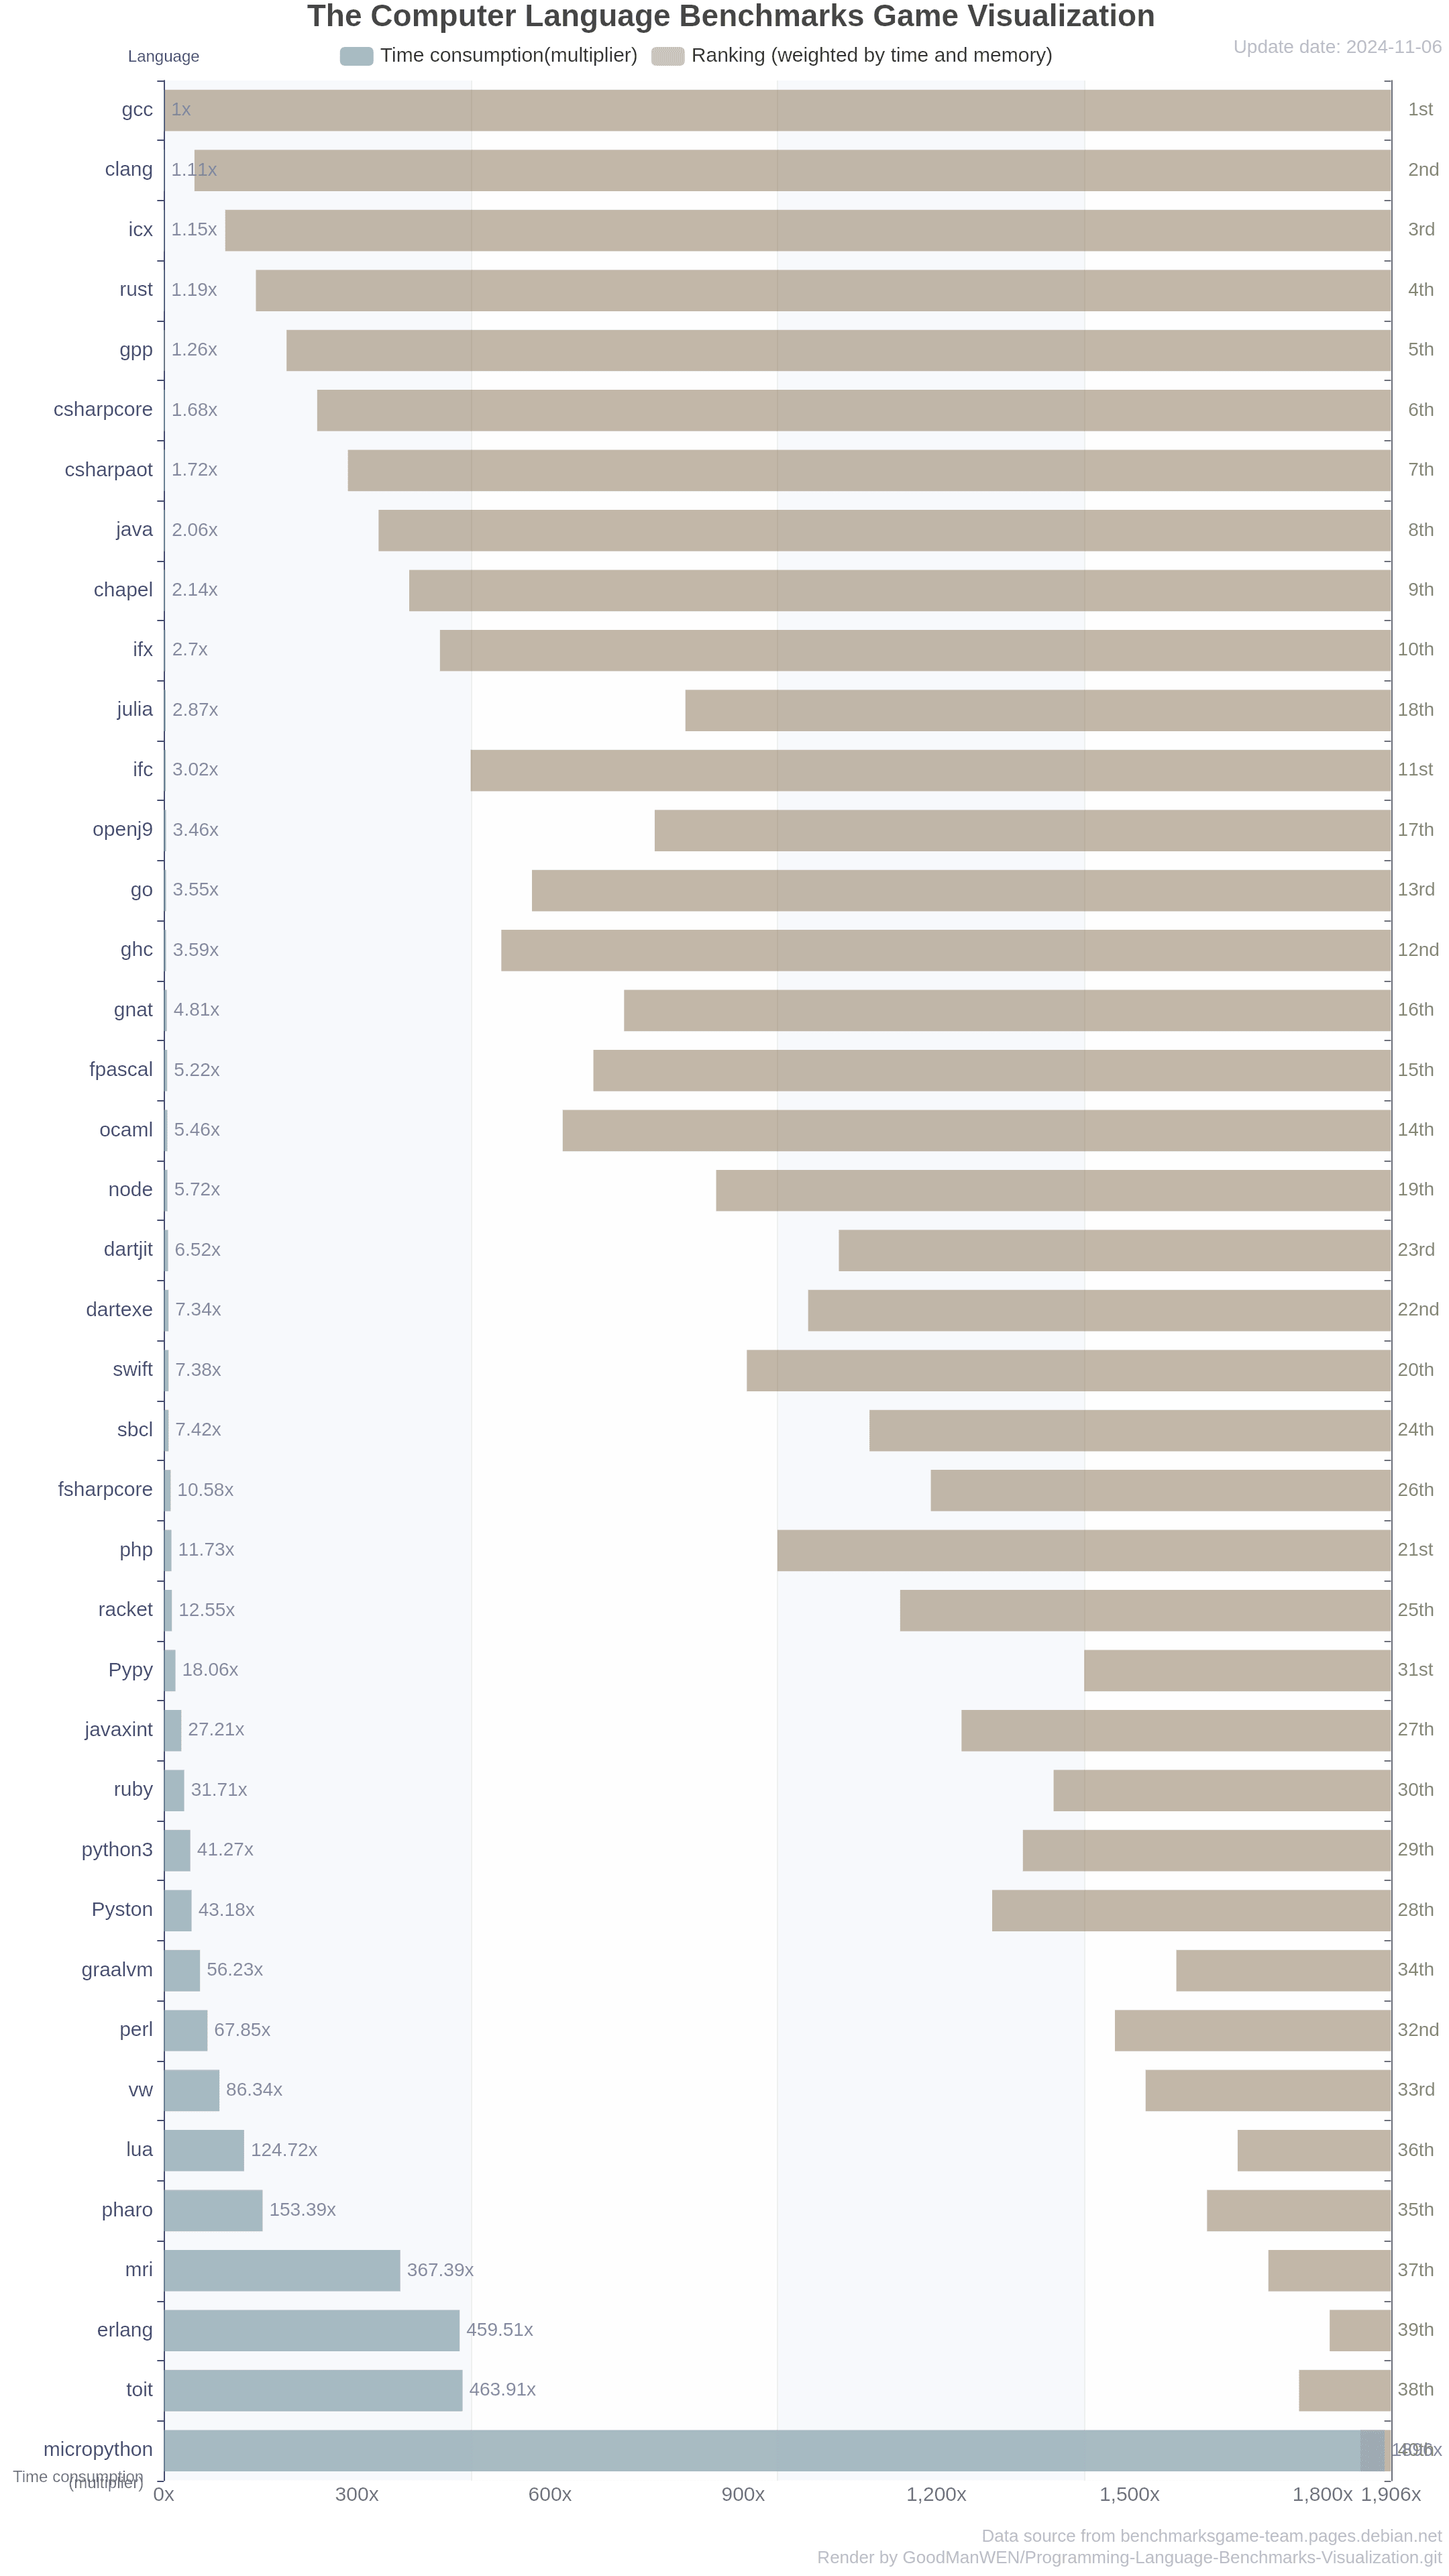 The Computer Language Benchmarks Game Visualization
Language
Time consumption(multiplier) Ranking (weighted by time and memory)
Update date: 2024-11-06
gcc 1x 1st
clang 1.11x 2nd
icx 1.15x 3rd
rust 1.19x 4th
gpp 1.26x 5th
csharpcore 1.68x 6th
csharpaot 1.72x 7th
java 2.06x 8th
chapel 2.14x 9th
ifx 2.7x 10th
julia 2.87x 18th
ifc 3.02x 11st
openj9 3.46x 17th
go 3.55x 13rd
ghc 3.59x 12nd
gnat 4.81x 16th
fpascal 5.22x 15th
ocaml 5.46x 14th
node 5.72x 19th
dartjit 6.52x 23rd
dartexe 7.34x 22nd
swift 7.38x 20th
sbcl 7.42x 24th
fsharpcore 10.58x 26th
php 11.73x 21st
racket 12.55x 25th
Pypy 18.06x 31st
javaxint 27.21x 27th
ruby 31.71x 30th
python3 41.27x 29th
Pyston 43.18x 28th
graalvm 56.23x 34th
perl 67.85x 32nd
vw 86.34x 33rd
lua 124.72x 36th
pharo 153.39x 35th
mri 367.39x 37th
erlang 459.51x 39th
toit 463.91x 38th
micropython 40th
Time consumption
(multiplier)
0x 300x 600x 900x 1,200x 1,500x 1,800x 1,906x
Data source from benchmarksgame-team.pages.debian.net
Render by GoodManWEN/Programming-Language-Benchmarks-Visualization.git